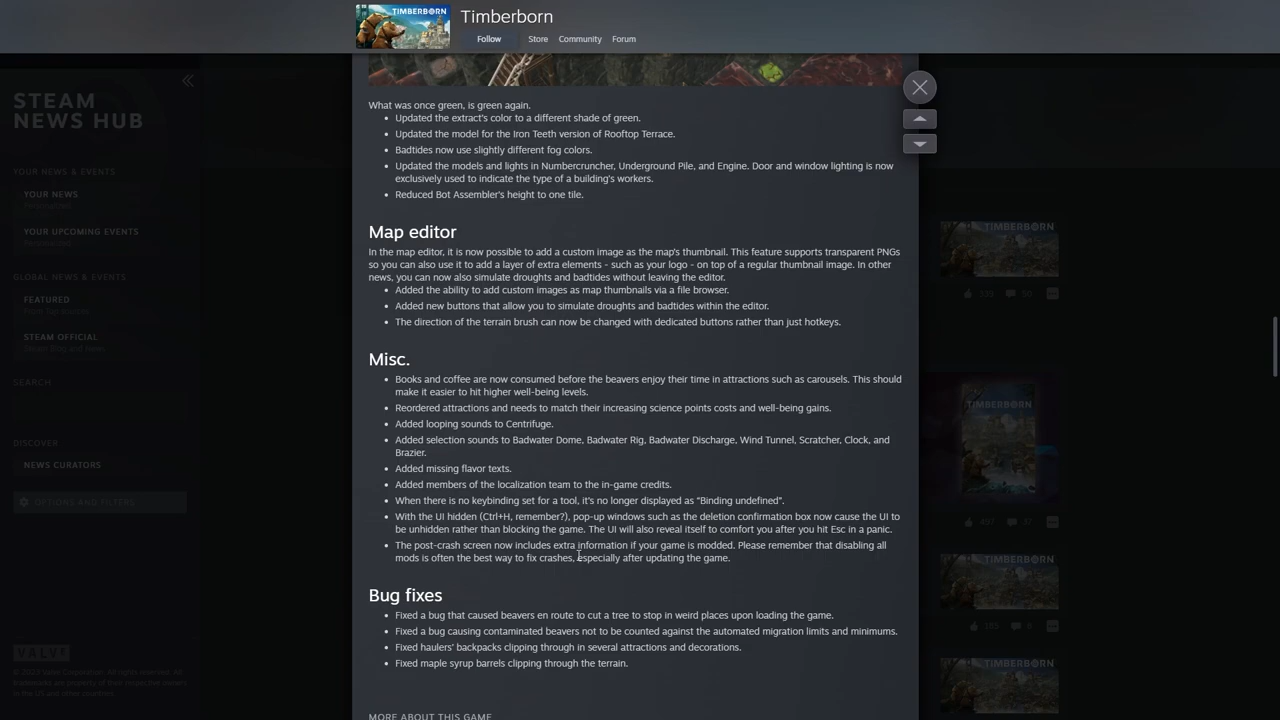 TIMBERBORN
Timberborn
Follow
Store
Community
Forum
STEAM
NEWS HUB
YOUR NEWS & EVENTS
YOUR NEWS
YOUR UPCOMING EVENTS
GLOBAL NEWS & EVENTS
FEATURED
STEAM OFFICIAL
SEARCH
DISCOVER
NEWS CURATORS
OPTIONS AND FILTERS
VALVE
What was once green, is green again.
Updated the extract's color to a different shade of green.
Updated the model for the Iron Teeth version of Rooftop Terrace.
Badtides now use slightly different fog colors.
Updated the models and lights in Numbercruncher, Underground Pile, and Engine. Door and window lighting is now
exclusively used to indicate the type of a building's workers.
Reduced Bot Assembler's height to one tile.
Map editor
In the map editor, it is now possible to add a custom image as the map's thumbnail. This feature supports transparent PNGs
so you can also use it to add a layer of extra elements - such as your logo - on top of a regular thumbnail image. In other
news, you can now also simulate droughts and badtides without leaving the editor.
Added the ability to add custom images as map thumbnails via a file browser.
Added new buttons that allow you to simulate droughts and badtides within the editor.
The direction of the terrain brush can now be changed with dedicated buttons rather than just hotkeys.
Misc.
Books and coffee are now consumed before the beavers enjoy their time in attractions such as carousels. This should
make it easier to hit higher well-being levels.
Reordered attractions and needs to match their increasing science points costs and well-being gains.
Added looping sounds to Centrifuge.
Added selection sounds to Badwater Dome, Badwater Rig, Badwater Discharge, Wind Tunnel, Scratcher, Clock, and
Brazier.
Added missing flavor texts.
Added members of the localization team to the in-game credits.
When there is no keybinding set for a tool, it's no longer displayed as "Binding undefined".
With the UI hidden (Ctrl+H, remember?), pop-up windows such as the deletion confirmation box now cause the UI to
be unhidden rather than blocking the game. The UI will also reveal itself to comfort you after you hit Esc in a panic.
The post-crash screen now includes extra information if your game is modded. Please remember that disabling all
mods is often the best way to fix crashes, especially after updating the game.
Bug fixes
Fixed a bug that caused beavers en route to cut a tree to stop in weird places upon loading the game.
Fixed a bug causing contaminated beavers not to be counted against the automated migration limits and minimums.
Fixed haulers' backpacks clipping through in several attractions and decorations.
Fixed maple syrup barrels clipping through the terrain.
MORE ABOUT THIS GAME
TIMBERBORN
TIMBERBORN
TIMBERBORN
TIMBERBORN